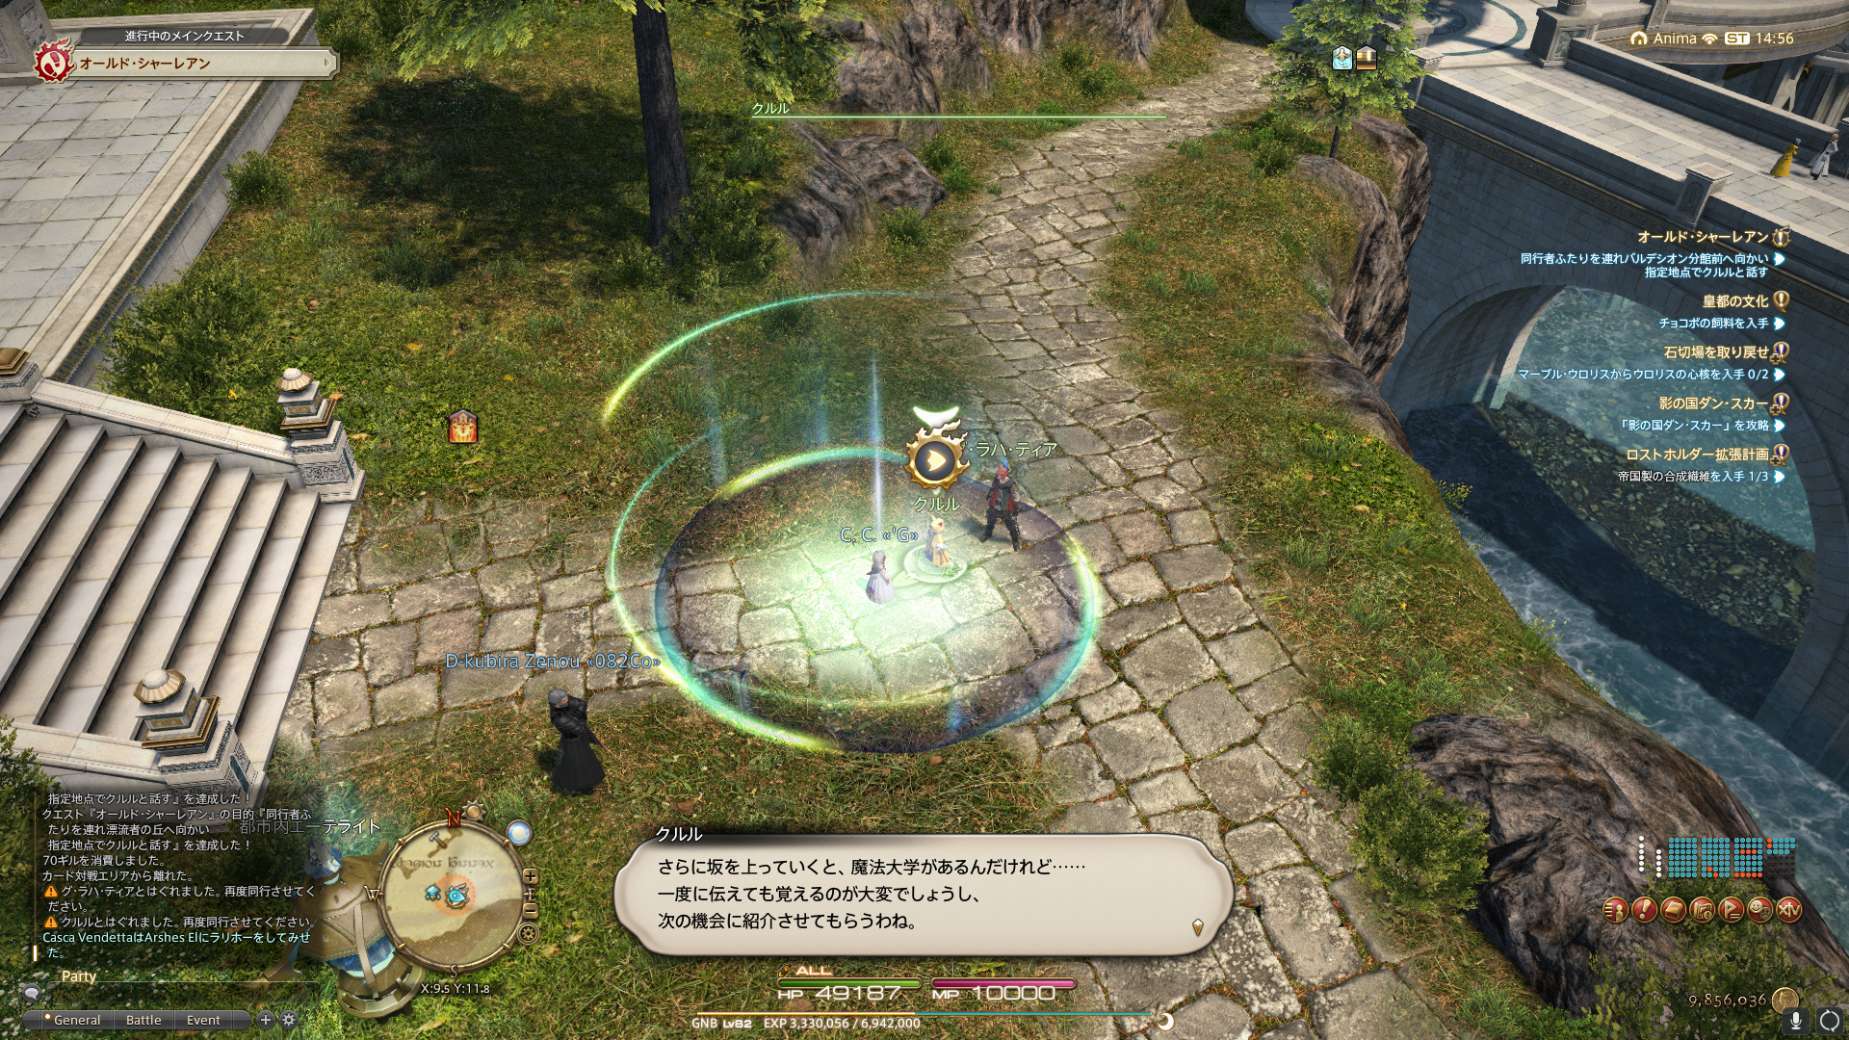 進行中のメインクエスト
オールド・シャーレアン
クルル
Anima ST 14:56
オールド・シャーレアン
同行者ふたりを連れバルデシオン分館前へ向かい
指定地点でクルルと話す
皇都の文化
チョコボの飼料を入手
石切場を取り戻せ
マーブル・ウロリスからウロリスの心核を入手 0/2
影の国ダン・スカー
「影の国ダン・スカー」を攻略
ロストホルダー拡張計画
帝国製の合成繊維を入手 1/3
・ラハ・ティア
クルル
C. C. «'G»
D-kubira Zenou «082Co»
都市内エーテライト
指定地点でクルルと話す』を達成した！
クエスト『オールド・シャーレアン』の目的『同行者ふ
たりを連れ漂流者の丘へ向かい
指定地点でクルルと話す』を達成した！
70ギルを消費しました。
カード対戦エリアから離れた。
グ・ラハ・ティアとはぐれました。再度同行させてく
ださい。
クルルとはぐれました。再度同行させてください。
Casca VendettaはArshes Elにラリホーをしてみせ
た。
Party
General Battle Event
N
X:9.5 Y:11.8
クルル
さらに坂を上っていくと、魔法大学があるんだけれど……
一度に伝えても覚えるのが大変でしょうし、
次の機会に紹介させてもらうわね。
ALL
HP 49187 MP 10000
GNB Lv82 EXP 3,330,056 / 6,942,000
XIV
9,856,036